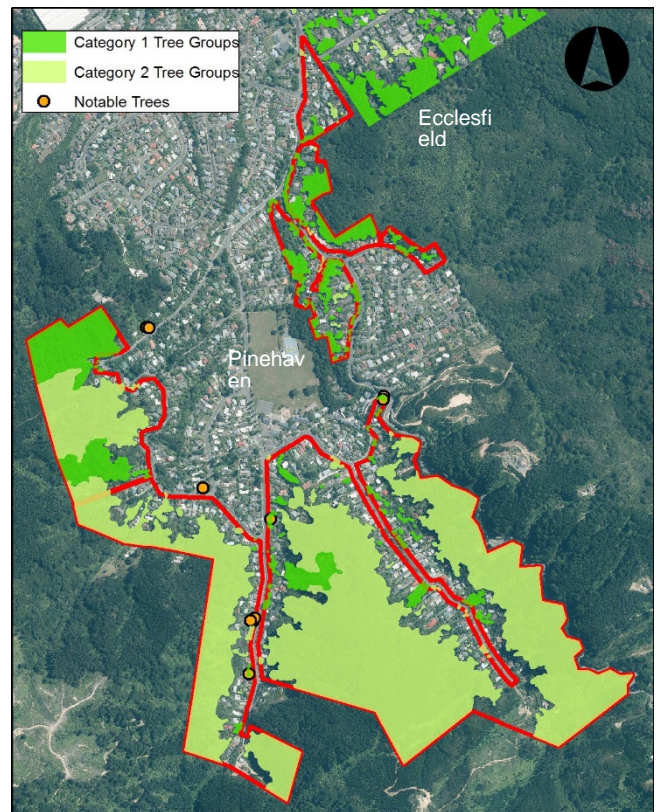 Category 1 Tree Groups
Category 2 Tree Groups
Notable Trees
Ecclesfi
eld
Pinehav
en